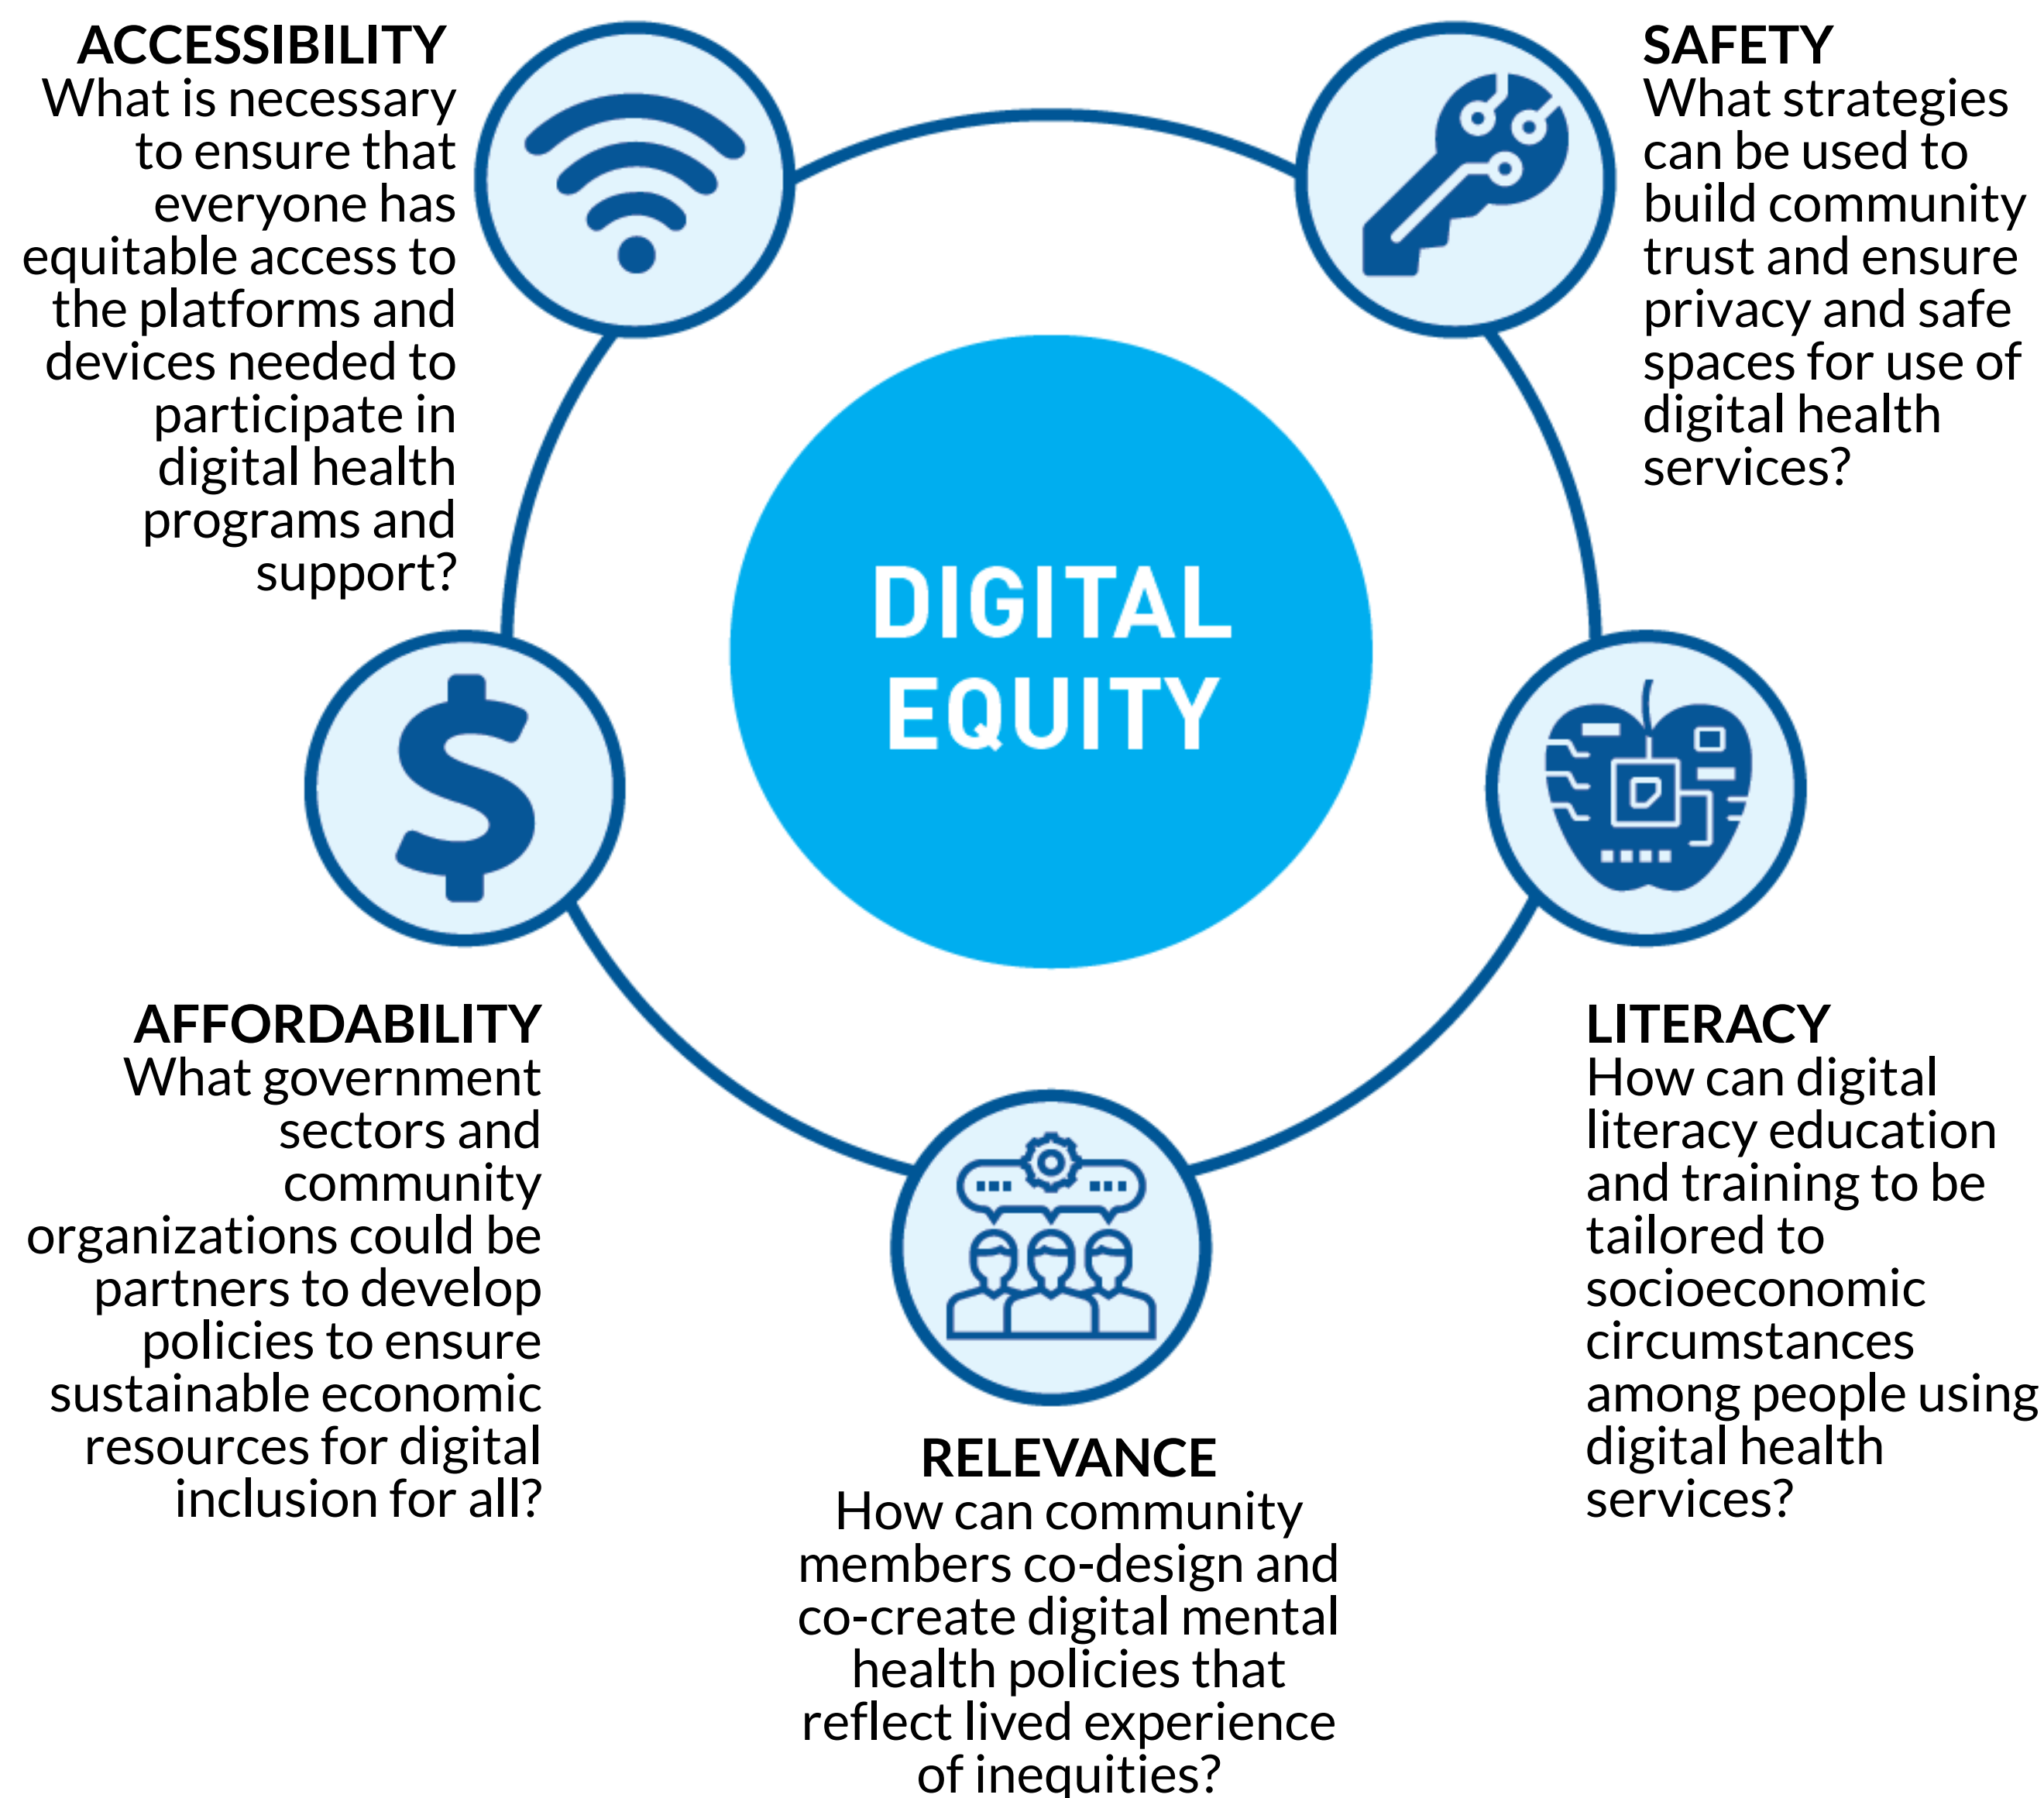 ACCESSIBILITY
What is necessary
to ensure that
everyone has
equitable access to
the platforms and
devices needed to
participate in
digital health
programs and
support?
SAFETY
What strategies
can be used to
build community
trust and ensure
privacy and safe
spaces for use of
digital health
services?
DIGITAL
EQUITY
AFFORDABILITY
What government
sectors and
community
organizations could be
partners to develop
policies to ensure
sustainable economic
resources for digital
inclusion for all?
RELEVANCE
How can community
members co-design and
co-create digital mental
health policies that
reflect lived experience
of inequities?
LITERACY
How can digital
literacy education
and training to be
tailored to
socioeconomic
circumstances
among people using
digital health
services?